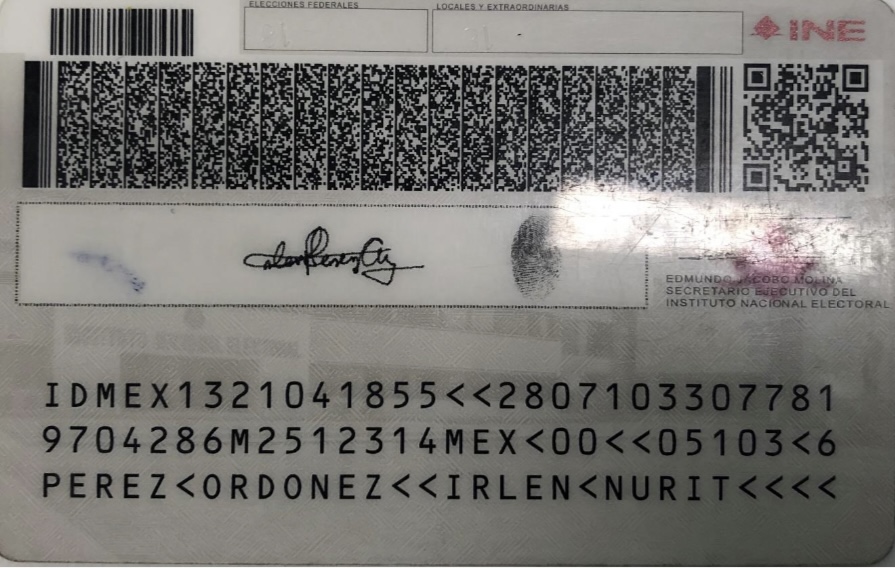 ELECCIONES FEDERALES
LOCALES Y EXTRAORDINARIAS
INE
EDMUNDO JACOBO MOLINA
SECRETARIO EJECUTIVO DEL
INSTITUTO NACIONAL ELECTORAL
IDMEX1321041855<<2807103307781
9704286M2512314MEX<00<<05103<6
PEREZ<ORDONEZ<<IRLEN<NURIT<<<<